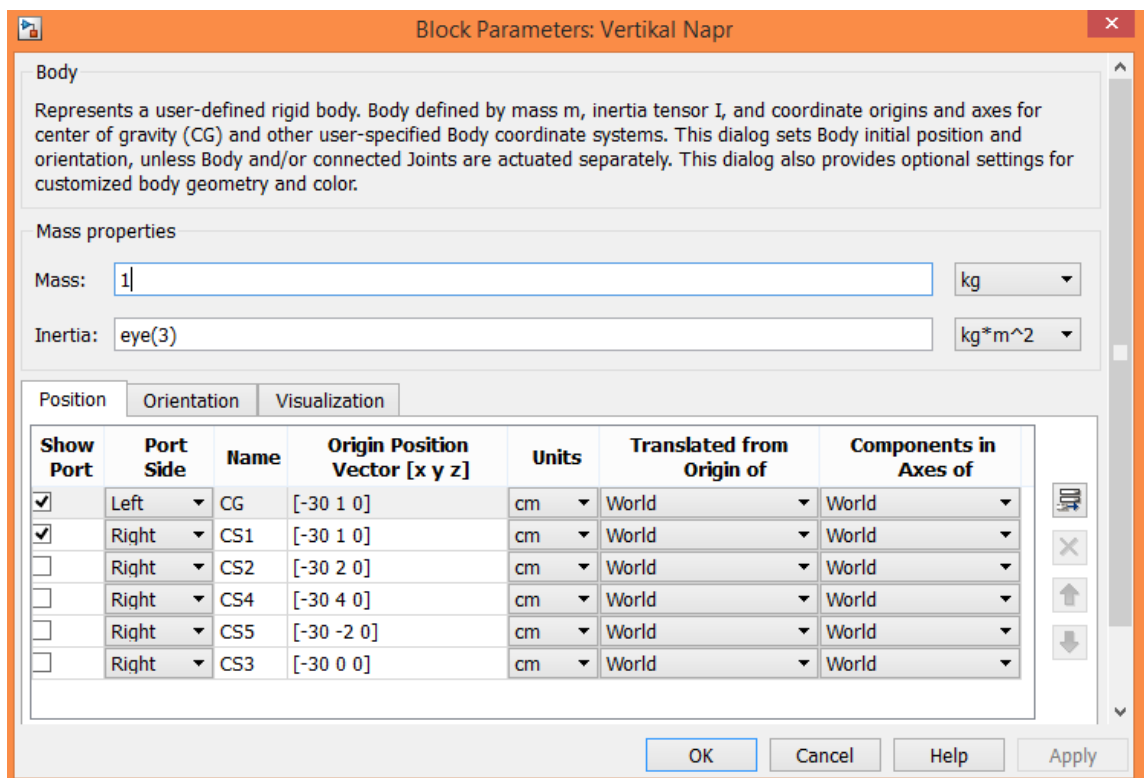 Block Parameters: Vertikal Napr
Body
Represents a user-defined rigid body. Body defined by mass m, inertia tensor I, and coordinate origins and axes for
center of gravity (CG) and other user-specified Body coordinate systems. This dialog sets Body initial position and
orientation, unless Body and/or connected Joints are actuated separately. This dialog also provides optional settings for
customized body geometry and color.
Mass properties
Mass: 1 kg
Inertia: eye(3) kg*m^2
Position Orientation Visualization
Show Port Port Side Name Origin Position Vector [x y z] Units Translated from Origin of Components in Axes of
Left CG [-30 1 0] cm World World
Right CS1 [-30 1 0] cm World World
Right CS2 [-30 2 0] cm World World
Right CS4 [-30 4 0] cm World World
Right CS5 [-30 -2 0] cm World World
Right CS3 [-30 0 0] cm World World
OK Cancel Help Apply